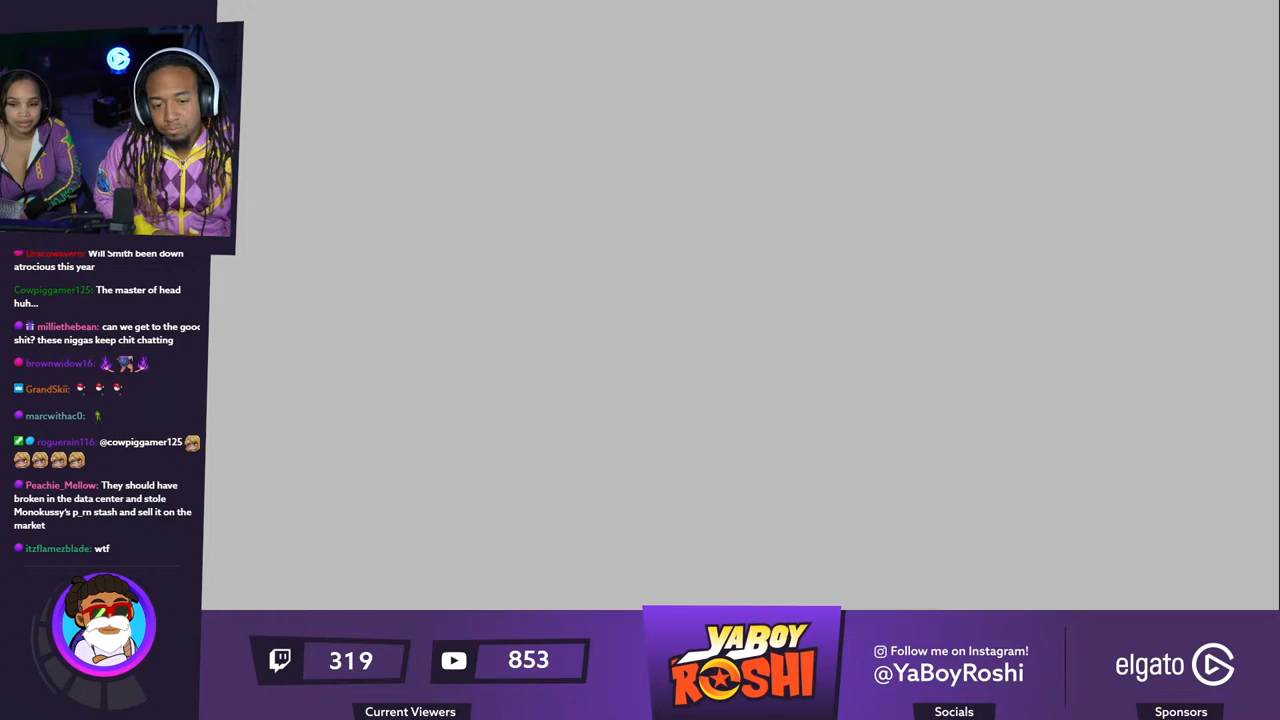 Dracowavern: Will Smith been down
atrocious this year
Cowpiggamer125: The master of head
huh...
milliethebean: can we get to the good
shit? these niggas keep chit chatting
brownwidow16:
GrandSkii:
marcwithac0:
roguerain116: @cowpiggamer125
Peachie_Mellow: They should have
broken in the data center and stole
Monokussy's p_rn stash and sell it on the
market
itzflamezblade: wtf
319
853
Current Viewers
YABOY
ROSHI
Follow me on Instagram!
@YaBoyRoshi
Socials
elgato
Sponsors